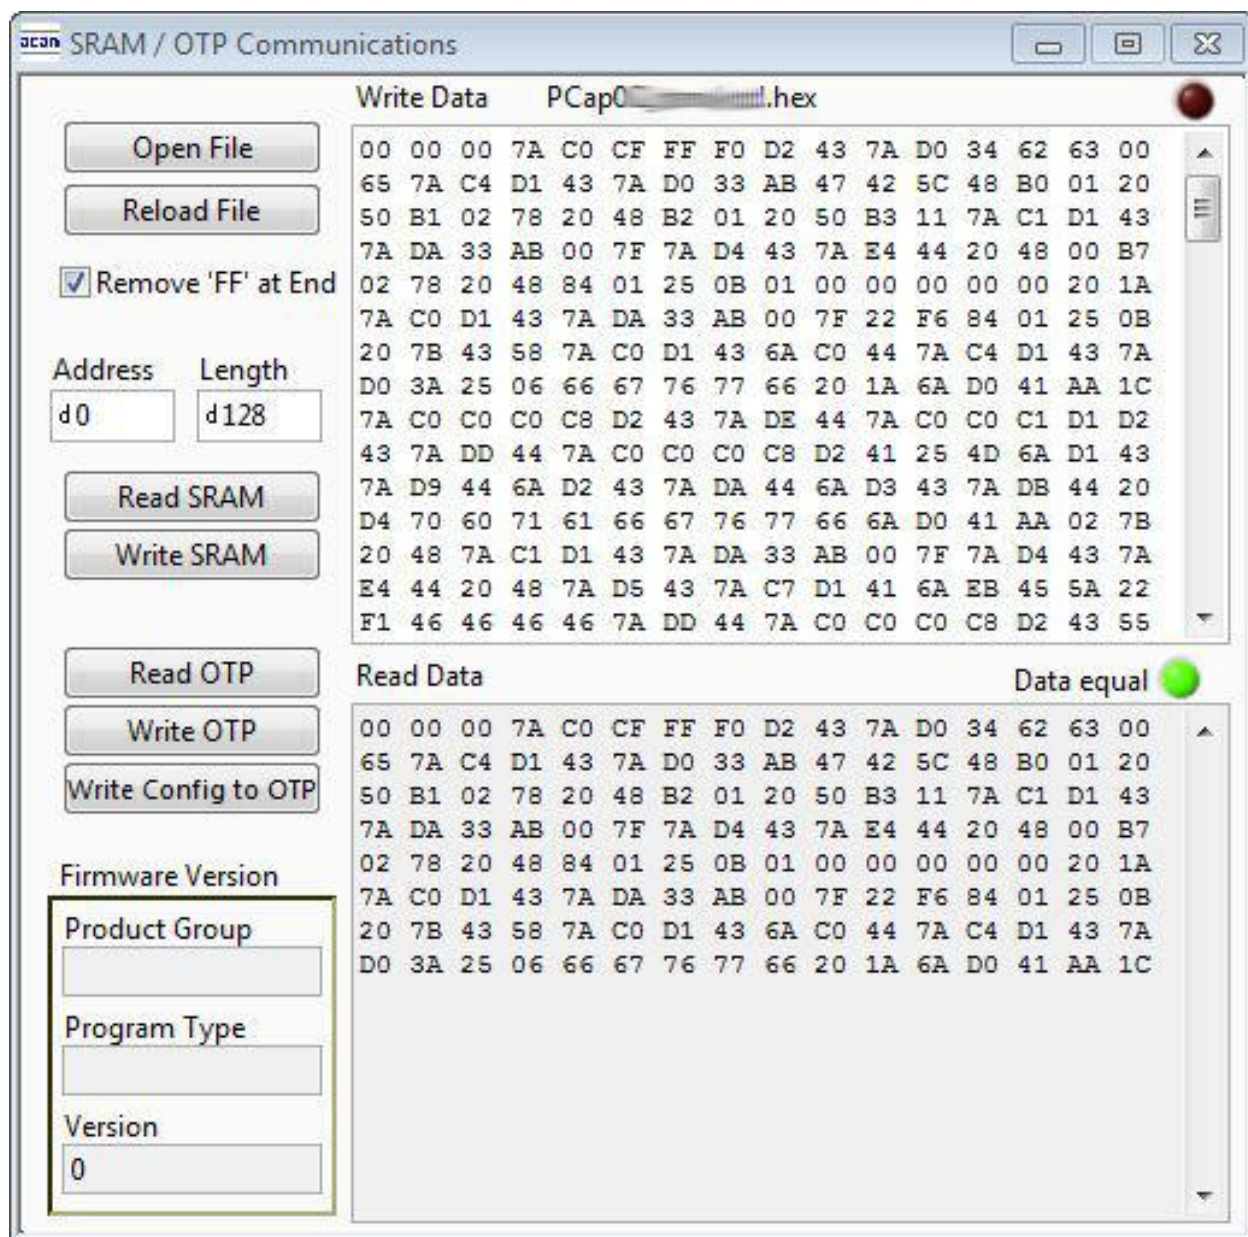 acan SRAM / OTP Communications
Write Data PCap0 .hex
Open File
Reload File
Remove 'FF' at End
Address Length
d 0 d 128
Read SRAM
Write SRAM
00 00 00 7A C0 CF FF F0 D2 43 7A D0 34 62 63 00
65 7A C4 D1 43 7A D0 33 AB 47 42 5C 48 B0 01 20
50 B1 02 78 20 48 B2 01 20 50 B3 11 7A C1 D1 43
7A DA 33 AB 00 7F 7A D4 43 7A E4 44 20 48 00 B7
02 78 20 48 84 01 25 0B 01 00 00 00 00 00 20 1A
7A C0 D1 43 7A DA 33 AB 00 7F 22 F6 84 01 25 0B
20 7B 43 58 7A C0 D1 43 6A C0 44 7A C4 D1 43 7A
D0 3A 25 06 66 67 76 77 66 20 1A 6A D0 41 AA 1C
7A C0 C0 C0 C8 D2 43 7A DE 44 7A C0 C0 C1 D1 D2
43 7A DD 44 7A C0 C0 C0 C8 D2 41 25 4D 6A D1 43
7A D9 44 6A D2 43 7A DA 44 6A D3 43 7A DB 44 20
D4 70 60 71 61 66 67 76 77 66 6A D0 41 AA 02 7B
20 48 7A C1 D1 43 7A DA 33 AB 00 7F 7A D4 43 7A
E4 44 20 48 7A D5 43 7A C7 D1 41 6A EB 45 5A 22
F1 46 46 46 46 7A DD 44 7A C0 C0 C0 C8 D2 43 55
Read OTP
Write OTP
Write Config to OTP
Firmware Version
Product Group
Program Type
Version
0
Read Data Data equal
00 00 00 7A C0 CF FF F0 D2 43 7A D0 34 62 63 00
65 7A C4 D1 43 7A D0 33 AB 47 42 5C 48 B0 01 20
50 B1 02 78 20 48 B2 01 20 50 B3 11 7A C1 D1 43
7A DA 33 AB 00 7F 7A D4 43 7A E4 44 20 48 00 B7
02 78 20 48 84 01 25 0B 01 00 00 00 00 00 20 1A
7A C0 D1 43 7A DA 33 AB 00 7F 22 F6 84 01 25 0B
20 7B 43 58 7A C0 D1 43 6A C0 44 7A C4 D1 43 7A
D0 3A 25 06 66 67 76 77 66 20 1A 6A D0 41 AA 1C